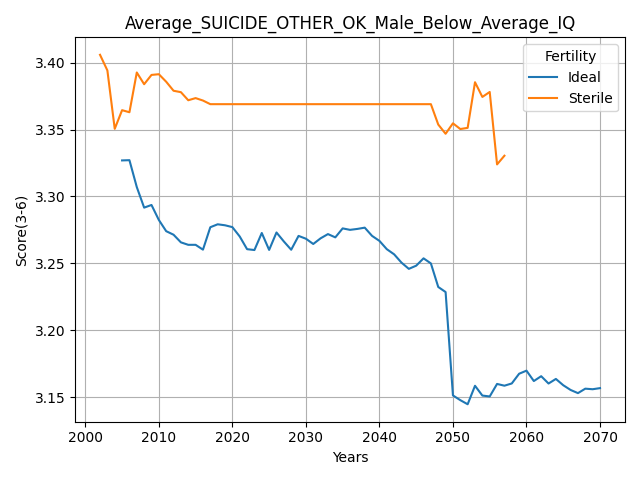 Average_SUICIDE_OTHER_OK_Male_Below_Average_IQ
Fertility
Ideal
Sterile
3.40
3.35
3.30
3.25
3.20
3.15
Score(3-6)
2000 2010 2020 2030 2040 2050 2060 2070
Years